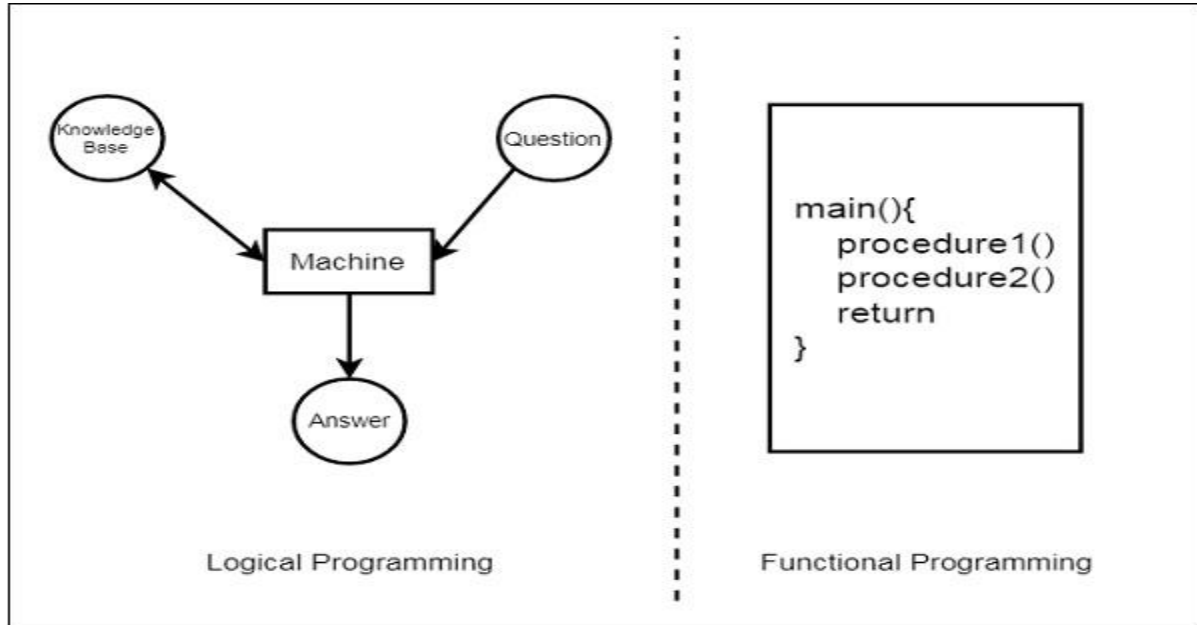 Knowledge
Base
Question
Machine
Answer
Logical Programming
main(){
procedure1()
procedure2()
return
}
Functional Programming